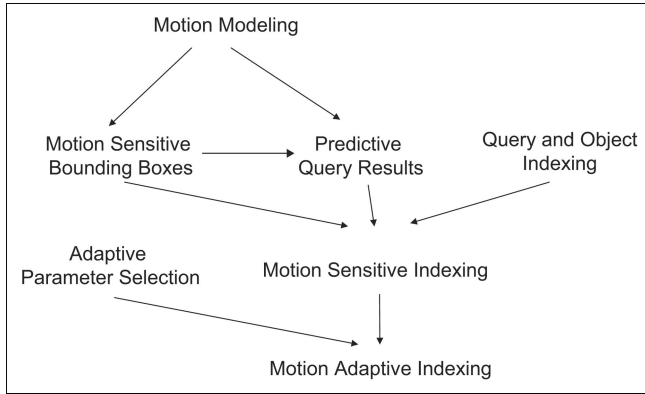 Motion Modeling
Motion Sensitive
Bounding Boxes
Predictive
Query Results
Query and Object
Indexing
Adaptive
Parameter Selection
Motion Sensitive Indexing
Motion Adaptive Indexing